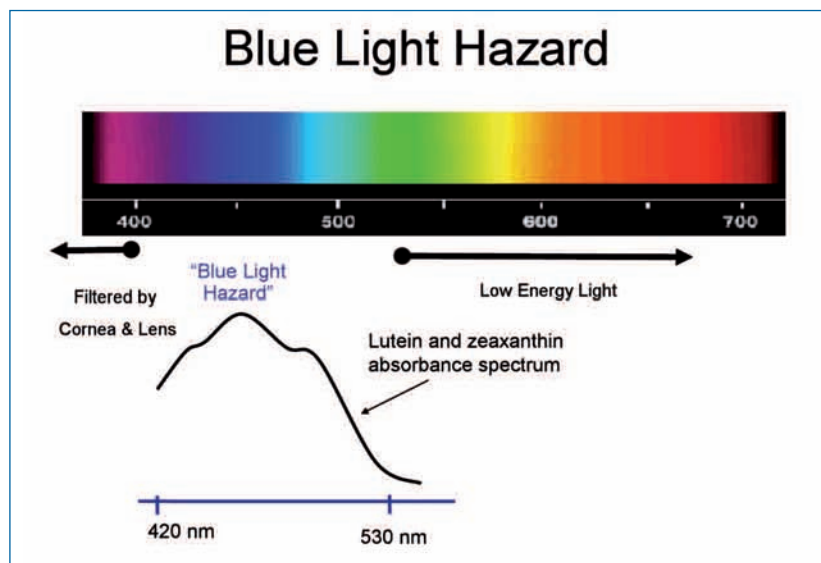 Blue Light Hazard
400 500 600 700
"Blue Light
Hazard"
Filtered by
Cornea & Lens
Low Energy Light
Lutein and zeaxanthin
absorbance spectrum
420 nm 530 nm